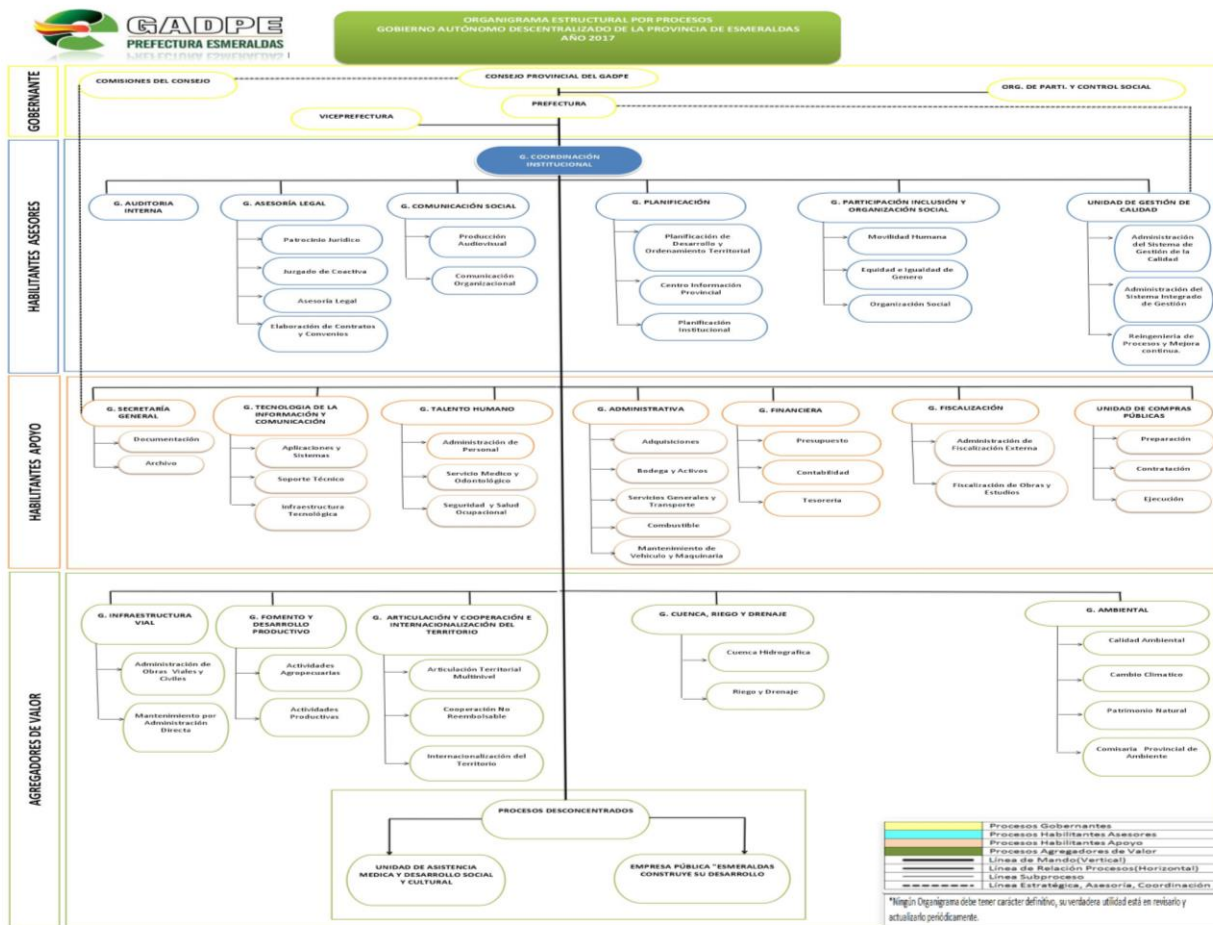 GADPE
PREFECTURA ESMERALDAS
ORGANIGRAMA ESTRUCTURAL POR PROCESOS
GOBIERNO AUTÓNOMO DESCENTRALIZADO DE LA PROVINCIA DE ESMERALDAS
AÑO 2017
GOBERNANTE
COMISIONES DEL CONSEJO
CONSEJO PROVINCIAL DEL GADPE
ORG. DE PARTI. Y CONTROL SOCIAL
PREFECTURA
VICEPREFECTURA
HABILITANTES ASESORES
G. COORDINACIÓN
INSTITUCIONAL
G. AUDITORIA
INTERNA
G. ASESORÍA LEGAL
Patrocinio Jurídico
Juzgado de Coactiva
Asesoría Legal
Elaboración de Contratos
y Convenios
G. COMUNICACIÓN SOCIAL
Producción
Audiovisual
Comunicación
Organizacional
G. PLANIFICACIÓN
Planificación de
Desarrollo y
Ordenamiento Territorial
Centro Información
Provincial
Planificación
Institucional
G. PARTICIPACIÓN INCLUSIÓN Y
ORGANIZACIÓN SOCIAL
Movilidad Humana
Equidad e Igualdad de
Genero
Organización Social
UNIDAD DE GESTIÓN DE
CALIDAD
Administración
del Sistema de
Gestión de la
Calidad
Administración del
Sistema Integrado
de Gestión
Reingeniería de
Procesos y Mejora
continua.
HABILITANTES APOYO
G. SECRETARÍA
GENERAL
Documentación
Archivo
G. TECNOLOGIA DE LA
INFORMACIÓN Y
COMUNICACIÓN
Aplicaciones y
Sistemas
Soporte Técnico
Infraestructura
Tecnológica
G. TALENTO HUMANO
Administración de
Personal
Servicio Medico y
Odontológico
Seguridad y Salud
Ocupacional
G. ADMINISTRATIVA
Adquisiciones
Bodega y Activos
Servicios Generales y
Transporte
Combustible
Mantenimiento de
Vehiculo y Maquinaria
G. FINANCIERA
Presupuesto
Contabilidad
Tesoreria
G. FISCALIZACIÓN
Administración de
Fiscalización Externa
Fiscalización de Obras y
Estudios
UNIDAD DE COMPRAS
PÚBLICAS
Preparación
Contratación
Ejecución
AGREGADORES DE VALOR
G. INFRAESTRUCTURA
VIAL
Administración de
Obras Viales y
Civiles
Mantenimiento por
Administración
Directa
G. FOMENTO Y
DESARROLLO
PRODUCTIVO
Actividades
Agropecuarias
Actividades
Productivas
G. ARTICULACIÓN Y COOPERACIÓN E
INTERNACIONALIZACIÓN DEL
TERRITORIO
Articulación Territorial
Multinivel
Cooperación No
Reembolsable
Internacionalización del
Territorio
G. CUENCA, RIEGO Y DRENAJE
Cuenca Hidrografica
Riego y Drenaje
G. AMBIENTAL
Calidad Ambiental
Cambio Climatico
Patrimonio Natural
Comisaría Provincial de
Ambiente
PROCESOS DESCONCENTRADOS
UNIDAD DE ASISTENCIA
MEDICA Y DESARROLLO SOCIAL
Y CULTURAL
EMPRESA PÚBLICA "ESMERALDAS
CONSTRUYE SU DESARROLLO
Procesos Gobernantes
Procesos Habilitantes Asesores
Procesos Habilitantes Apoyo
Procesos Agregadores de Valor
Línea de Mando(Vertical)
Línea de Relación Procesos(Horizontal)
Línea Subproceso
Línea Estratégica, Asesoría, Coordinación
*Ningún Organigrama debe tener carácter definitivo, su verdadera utilidad está en revisarlo y
actualizarlo periódicamente.